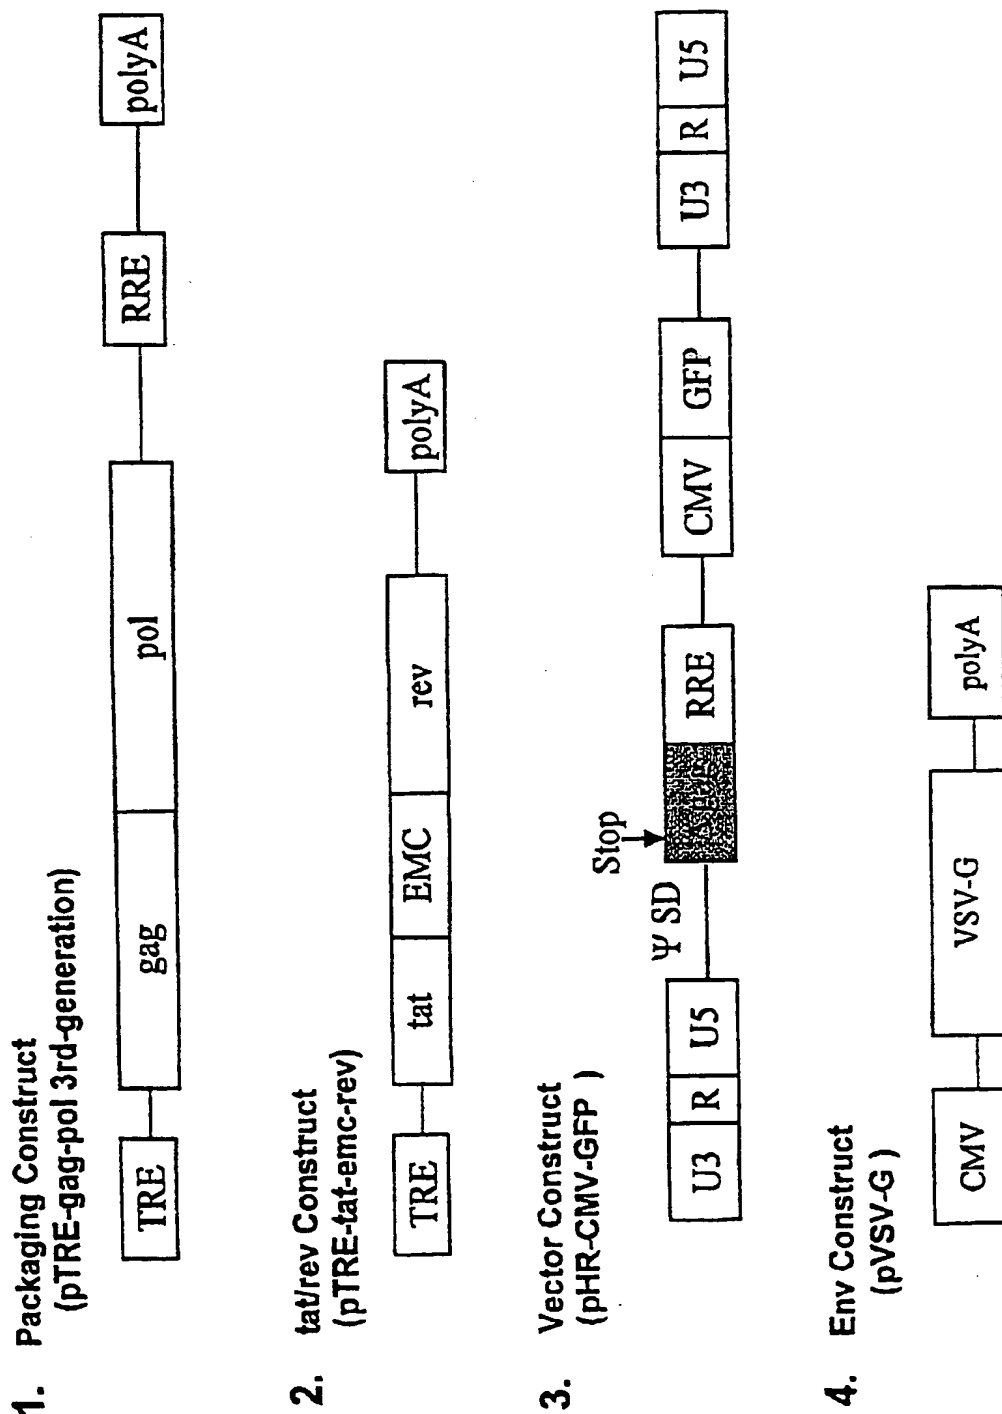 1. Packaging Construct
(pTRE-gag-pol 3rd-generation)
TRE gag pol RRE polyA
2. tat/rev Construct
(pTRE-tat-emc-rev)
TRE tat EMC rev polyA
3. Vector Construct
(pHR-CMV-GFP )
Stop
Ψ SD
U3 R U5 RRE CMV GFP U3 R U5
4. Env Construct
(pVSV-G )
CMV VSV-G polyA